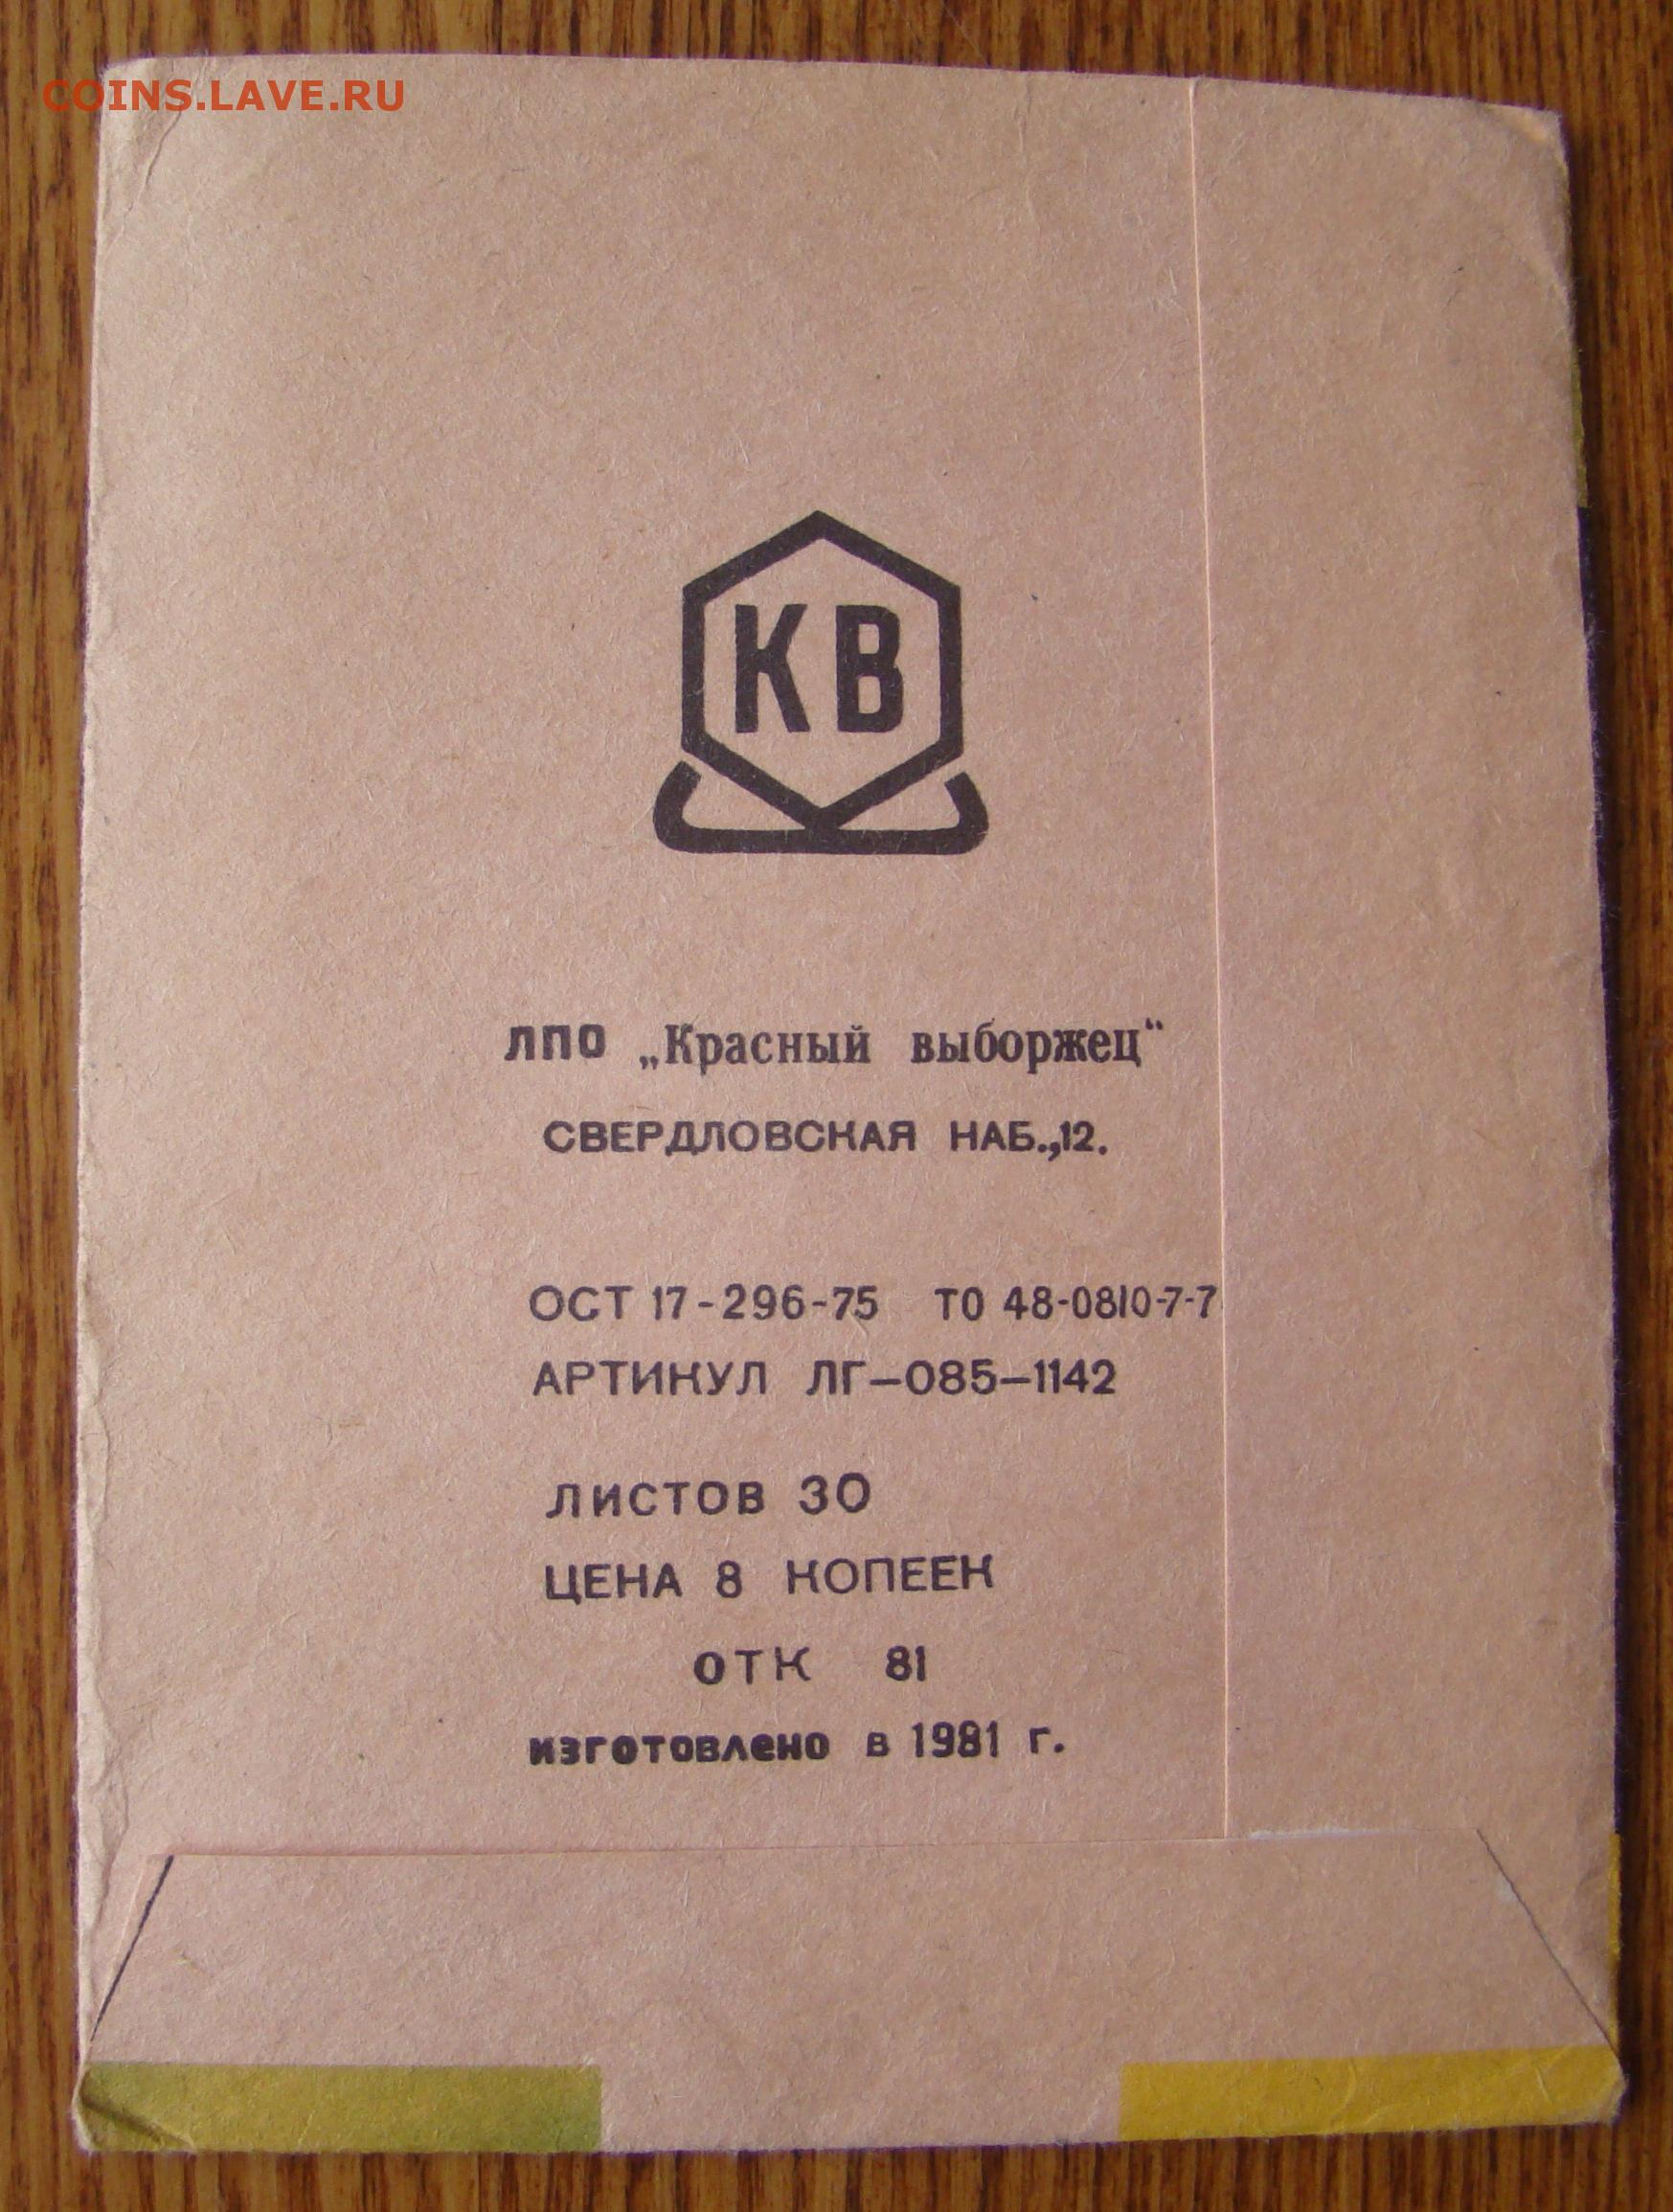 COINS.LAVE.RU
КВ
ЛПО „Красный выборжец“
СВЕРДЛОВСКАЯ НАБ.,12.
ОСТ 17-296-75 ТО 48-0810-7-7
АРТИКУЛ ЛГ-085-1142
ЛИСТОВ 30
ЦЕНА 8 КОПЕЕК
ОТК 81
изготовлено в 1981 г.